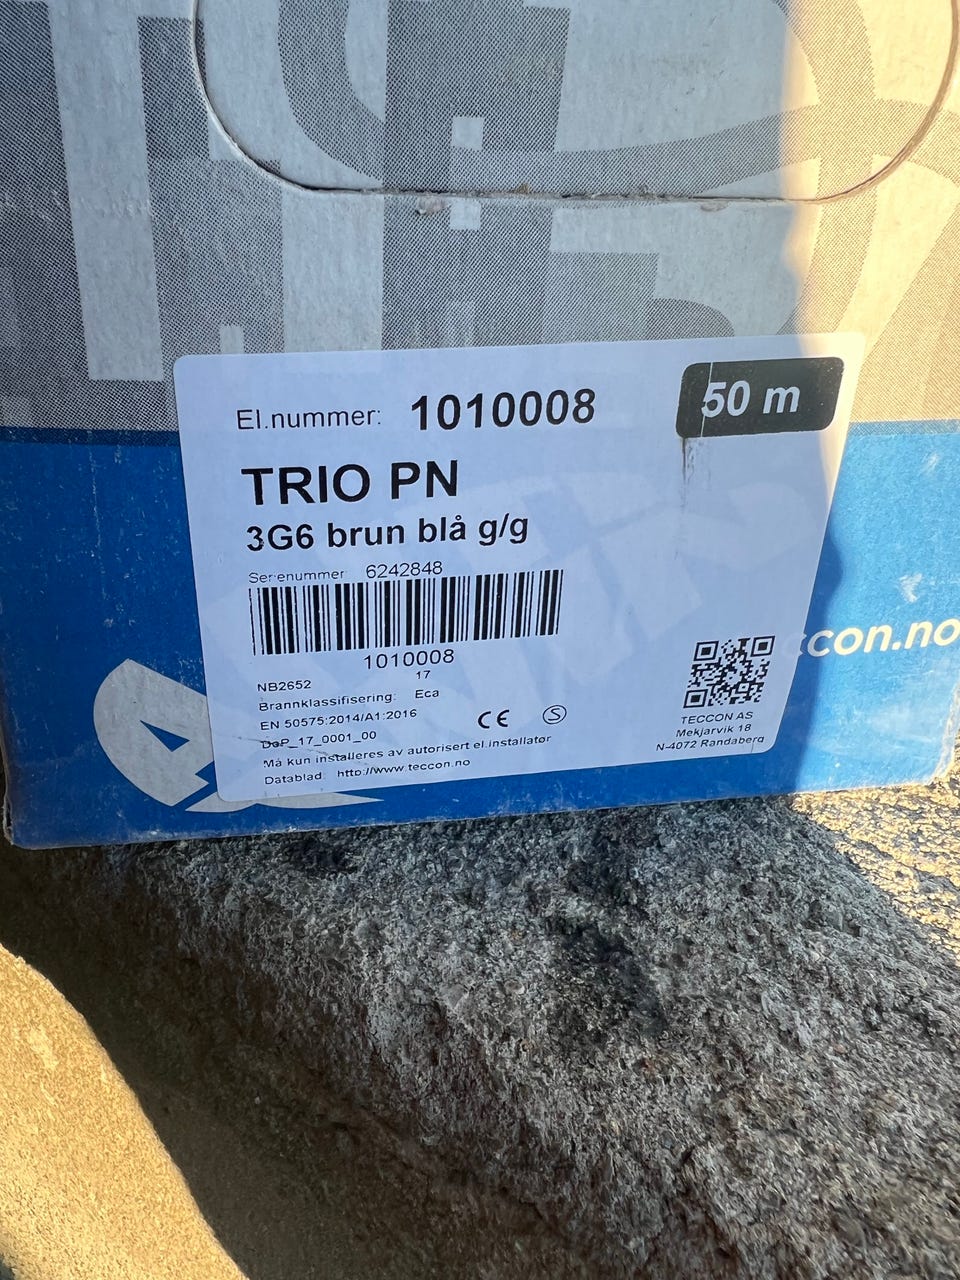 El.nummer: 1010008
50 m
TRIO PN
3G6 brun blå g/g
Serienummer 6242848
1010008
NB2652
17
Brannklassifisering: Eca
EN 50575:2014/A1:2016
DoP_17_0001_00
CE S
Må kun installeres av autorisert el.installatør
Datablad: http://www.teccon.no
TECCON AS
Mekjarvik 18
N-4072 Randaberg
ccon.no